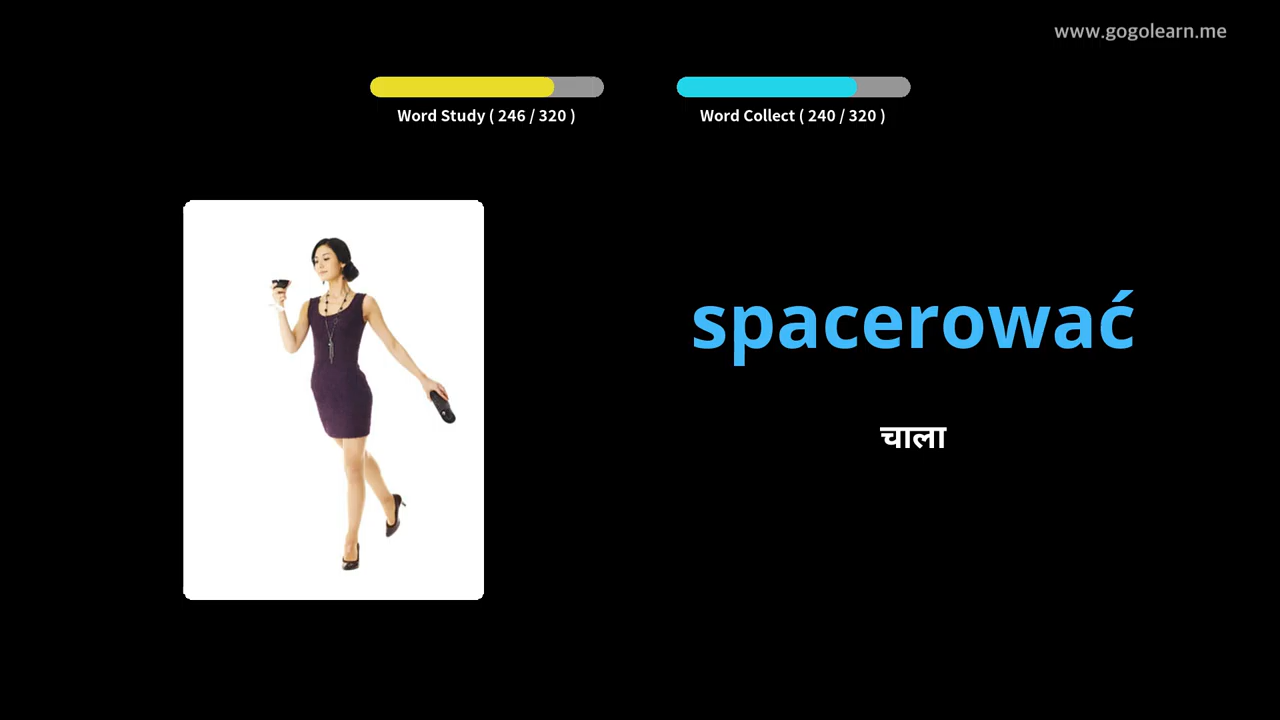 www.gogolearn.me
Word Study ( 246 / 320 )
Word Collect ( 240 / 320 )
spacerować
चाला